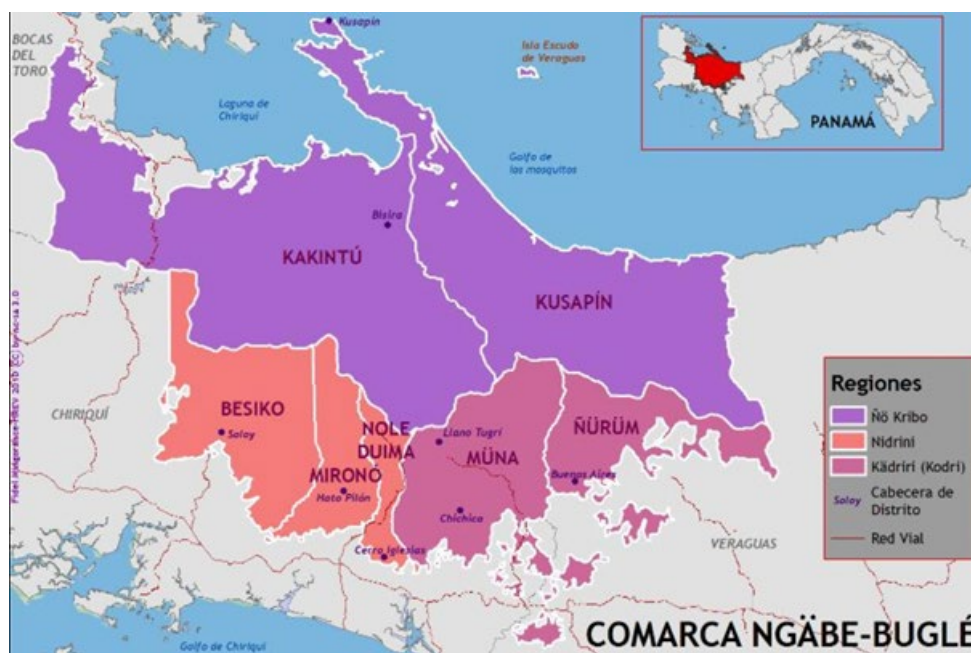 BOCAS
DEL
TORO
Kusapín
Isla Escudo
de Veraguas
PANAMÁ
Laguna de
Chiriquí
Golfo de
los mosquitos
Bisira
KAKINTÚ
KUSAPÍN
CHIRIQUÍ
BESIKO
Soloy
NOLE
DUIMA
MIRONÓ
Hato Pilón
Llano Tugrí
MÜNA
ÑÜRÜM
Buenos Aires
Chichica
Cerro Iglesias
VERAGUAS
Golfo de Chiriquí
Regiones
Ñö Kribo
Nidrini
Kädriri (Kodri)
Soloy
Cabecera de
Distrito
Red Vial
COMARCA NGÄBE-BUGLÉ